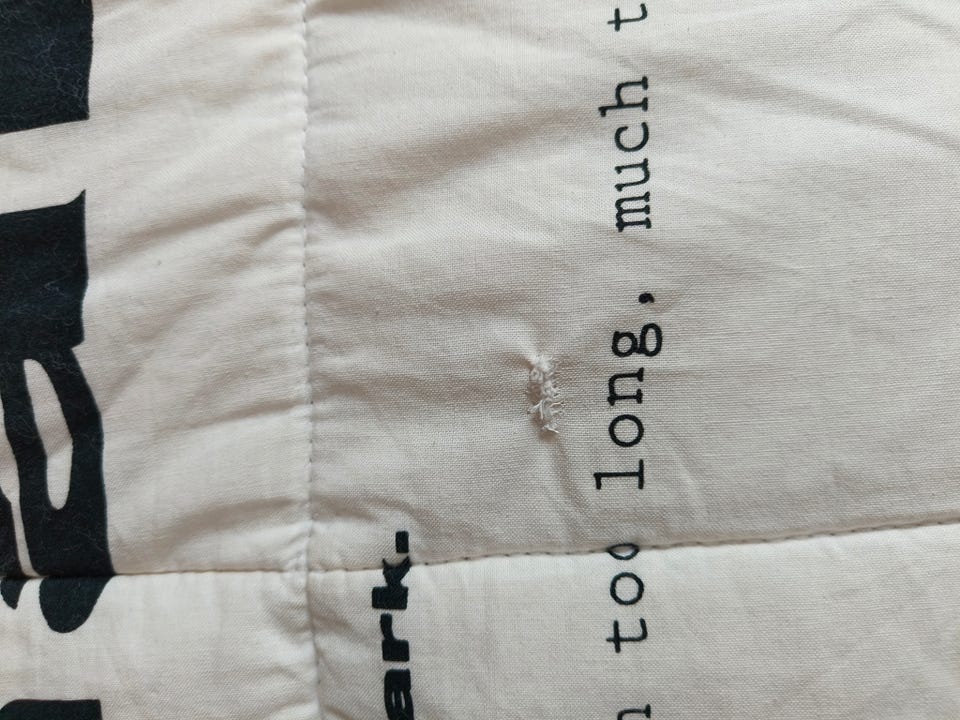 ark.
n too long, much t